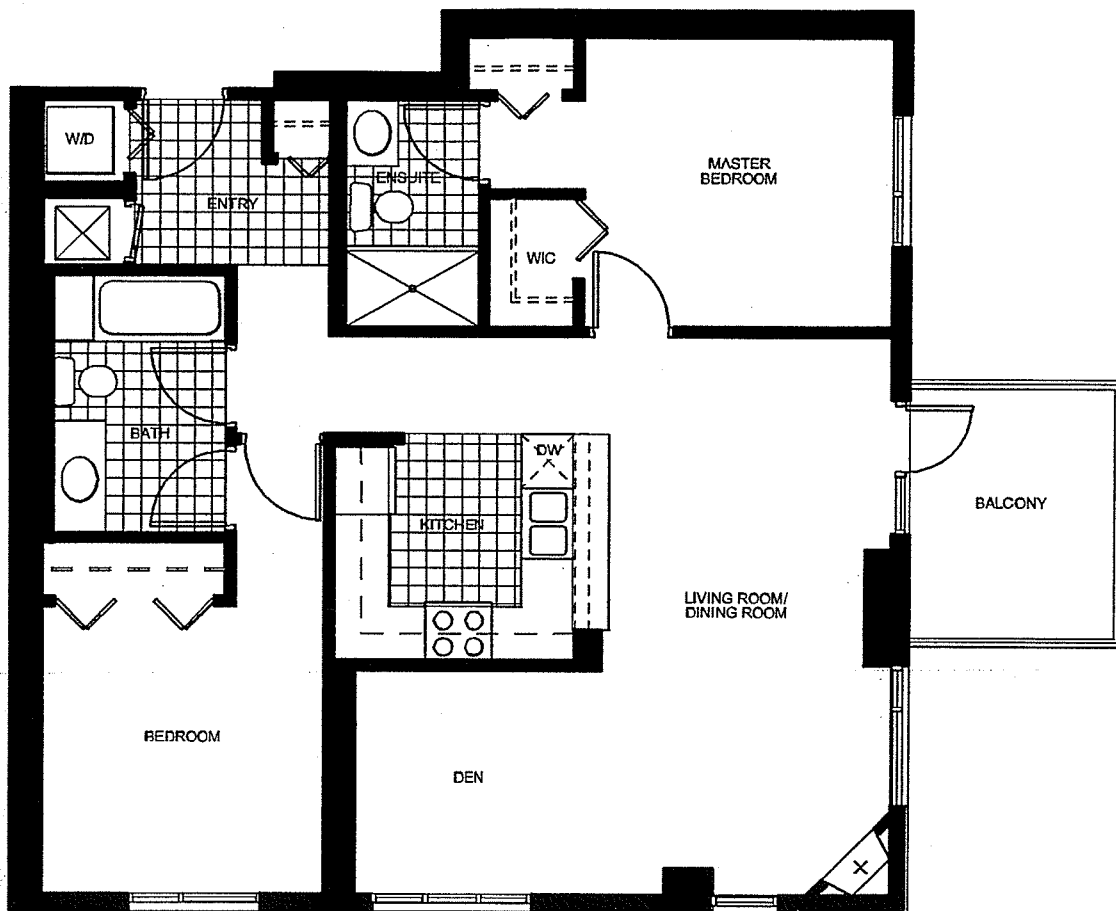 W/D
MASTER
BEDROOM
ENSUITE
ENTRY
WIC
BATH
DW
BALCONY
KITCHEN
LIVING ROOM/
DINING ROOM
BEDROOM
DEN